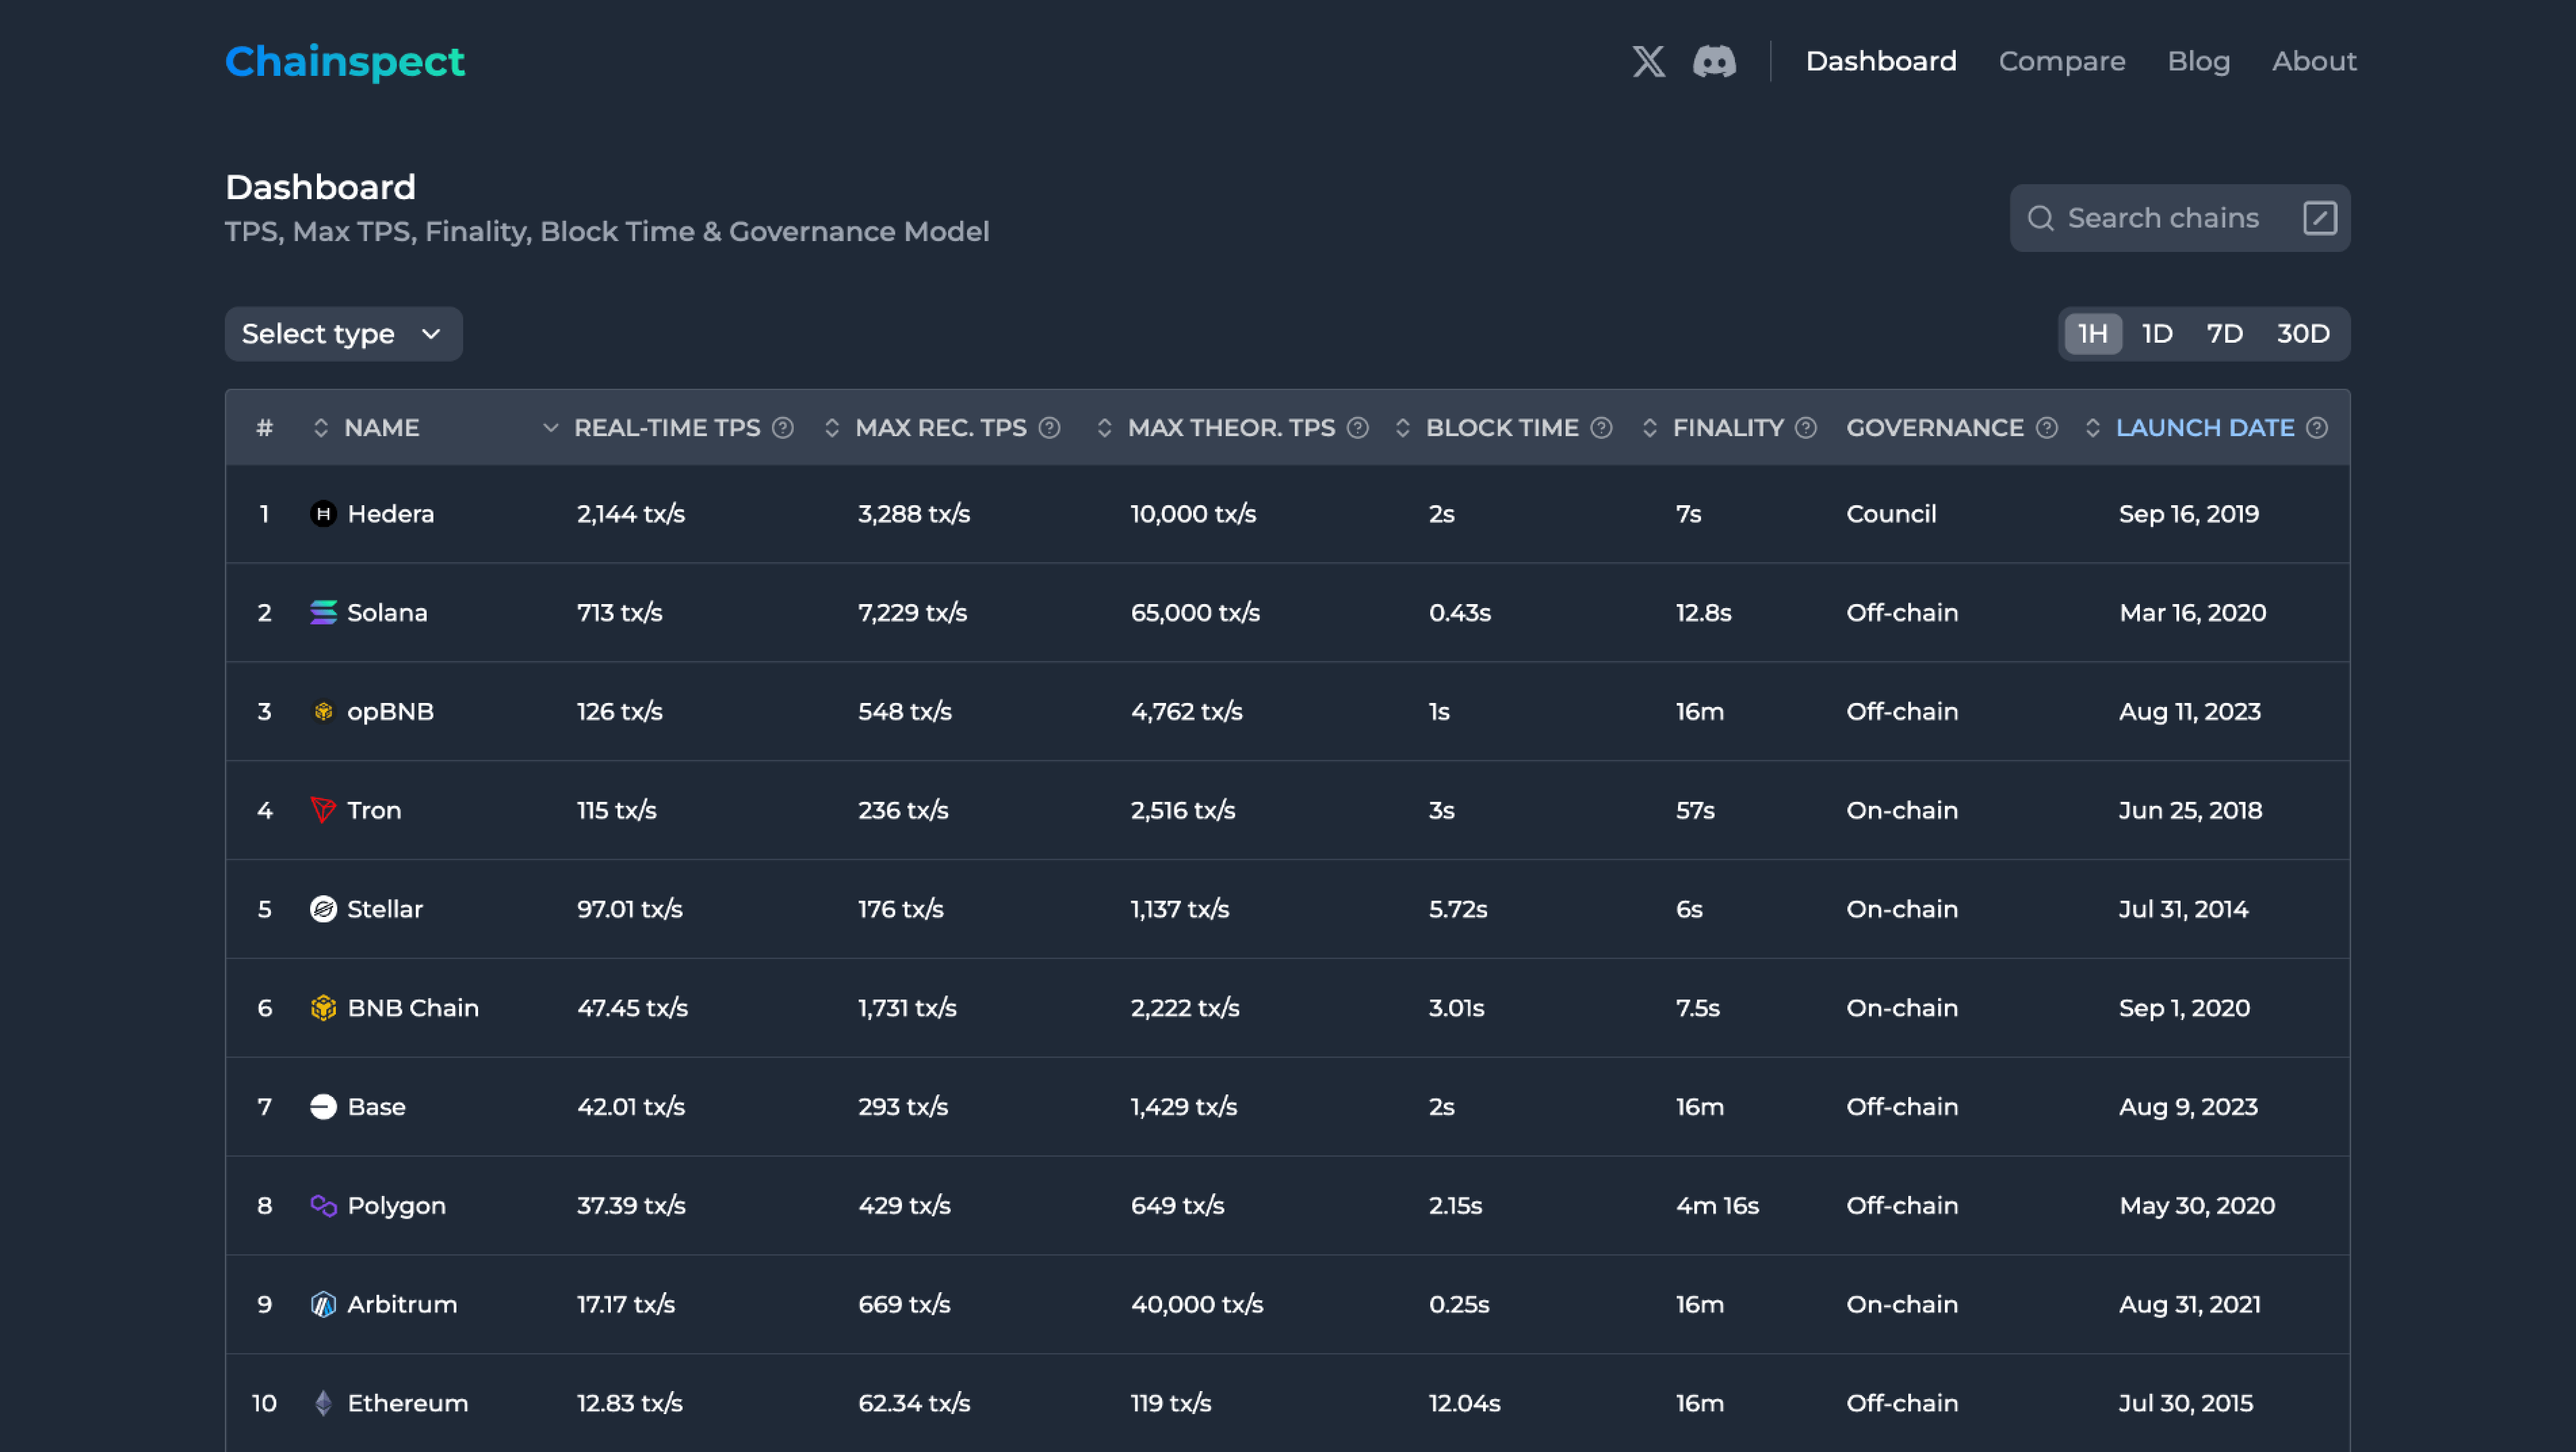 Chainspect
Dashboard Compare Blog About
Dashboard
TPS, Max TPS, Finality, Block Time & Governance Model
Search chains
Select type
1H 1D 7D 30D
# NAME REAL-TIME TPS MAX REC. TPS MAX THEOR. TPS BLOCK TIME FINALITY GOVERNANCE LAUNCH DATE
1 Hedera 2,144 tx/s 3,288 tx/s 10,000 tx/s 2s 7s Council Sep 16, 2019
2 Solana 713 tx/s 7,229 tx/s 65,000 tx/s 0.43s 12.8s Off-chain Mar 16, 2020
3 opBNB 126 tx/s 548 tx/s 4,762 tx/s 1s 16m Off-chain Aug 11, 2023
4 Tron 115 tx/s 236 tx/s 2,516 tx/s 3s 57s On-chain Jun 25, 2018
5 Stellar 97.01 tx/s 176 tx/s 1,137 tx/s 5.72s 6s On-chain Jul 31, 2014
6 BNB Chain 47.45 tx/s 1,731 tx/s 2,222 tx/s 3.01s 7.5s On-chain Sep 1, 2020
7 Base 42.01 tx/s 293 tx/s 1,429 tx/s 2s 16m Off-chain Aug 9, 2023
8 Polygon 37.39 tx/s 429 tx/s 649 tx/s 2.15s 4m 16s Off-chain May 30, 2020
9 Arbitrum 17.17 tx/s 669 tx/s 40,000 tx/s 0.25s 16m On-chain Aug 31, 2021
10 Ethereum 12.83 tx/s 62.34 tx/s 119 tx/s 12.04s 16m Off-chain Jul 30, 2015